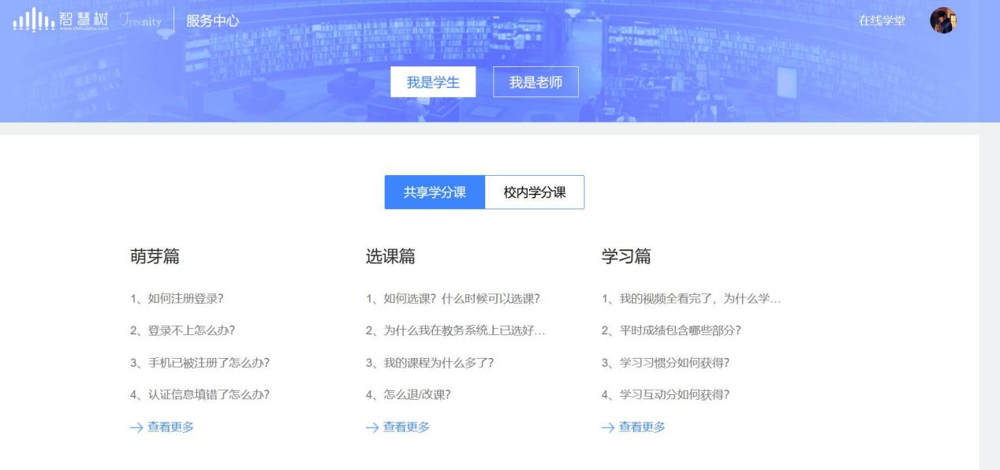 智慧树 Treenity 服务中心 在线学堂
www.zhihuishu.com
我是学生 我是老师
共享学分课 校内学分课
萌芽篇
1、如何注册登录？
2、登录不上怎么办？
3、手机已被注册了怎么办？
4、认证信息填错了怎么办？
查看更多
选课篇
1、如何选课？什么时候可以选课？
2、为什么我在教务系统上已选好…
3、我的课程为什么多了？
4、怎么退/改课？
查看更多
学习篇
1、我的视频全看完了，为什么学…
2、平时成绩包含哪些部分？
3、学习习惯分如何获得？
4、学习互动分如何获得？
查看更多